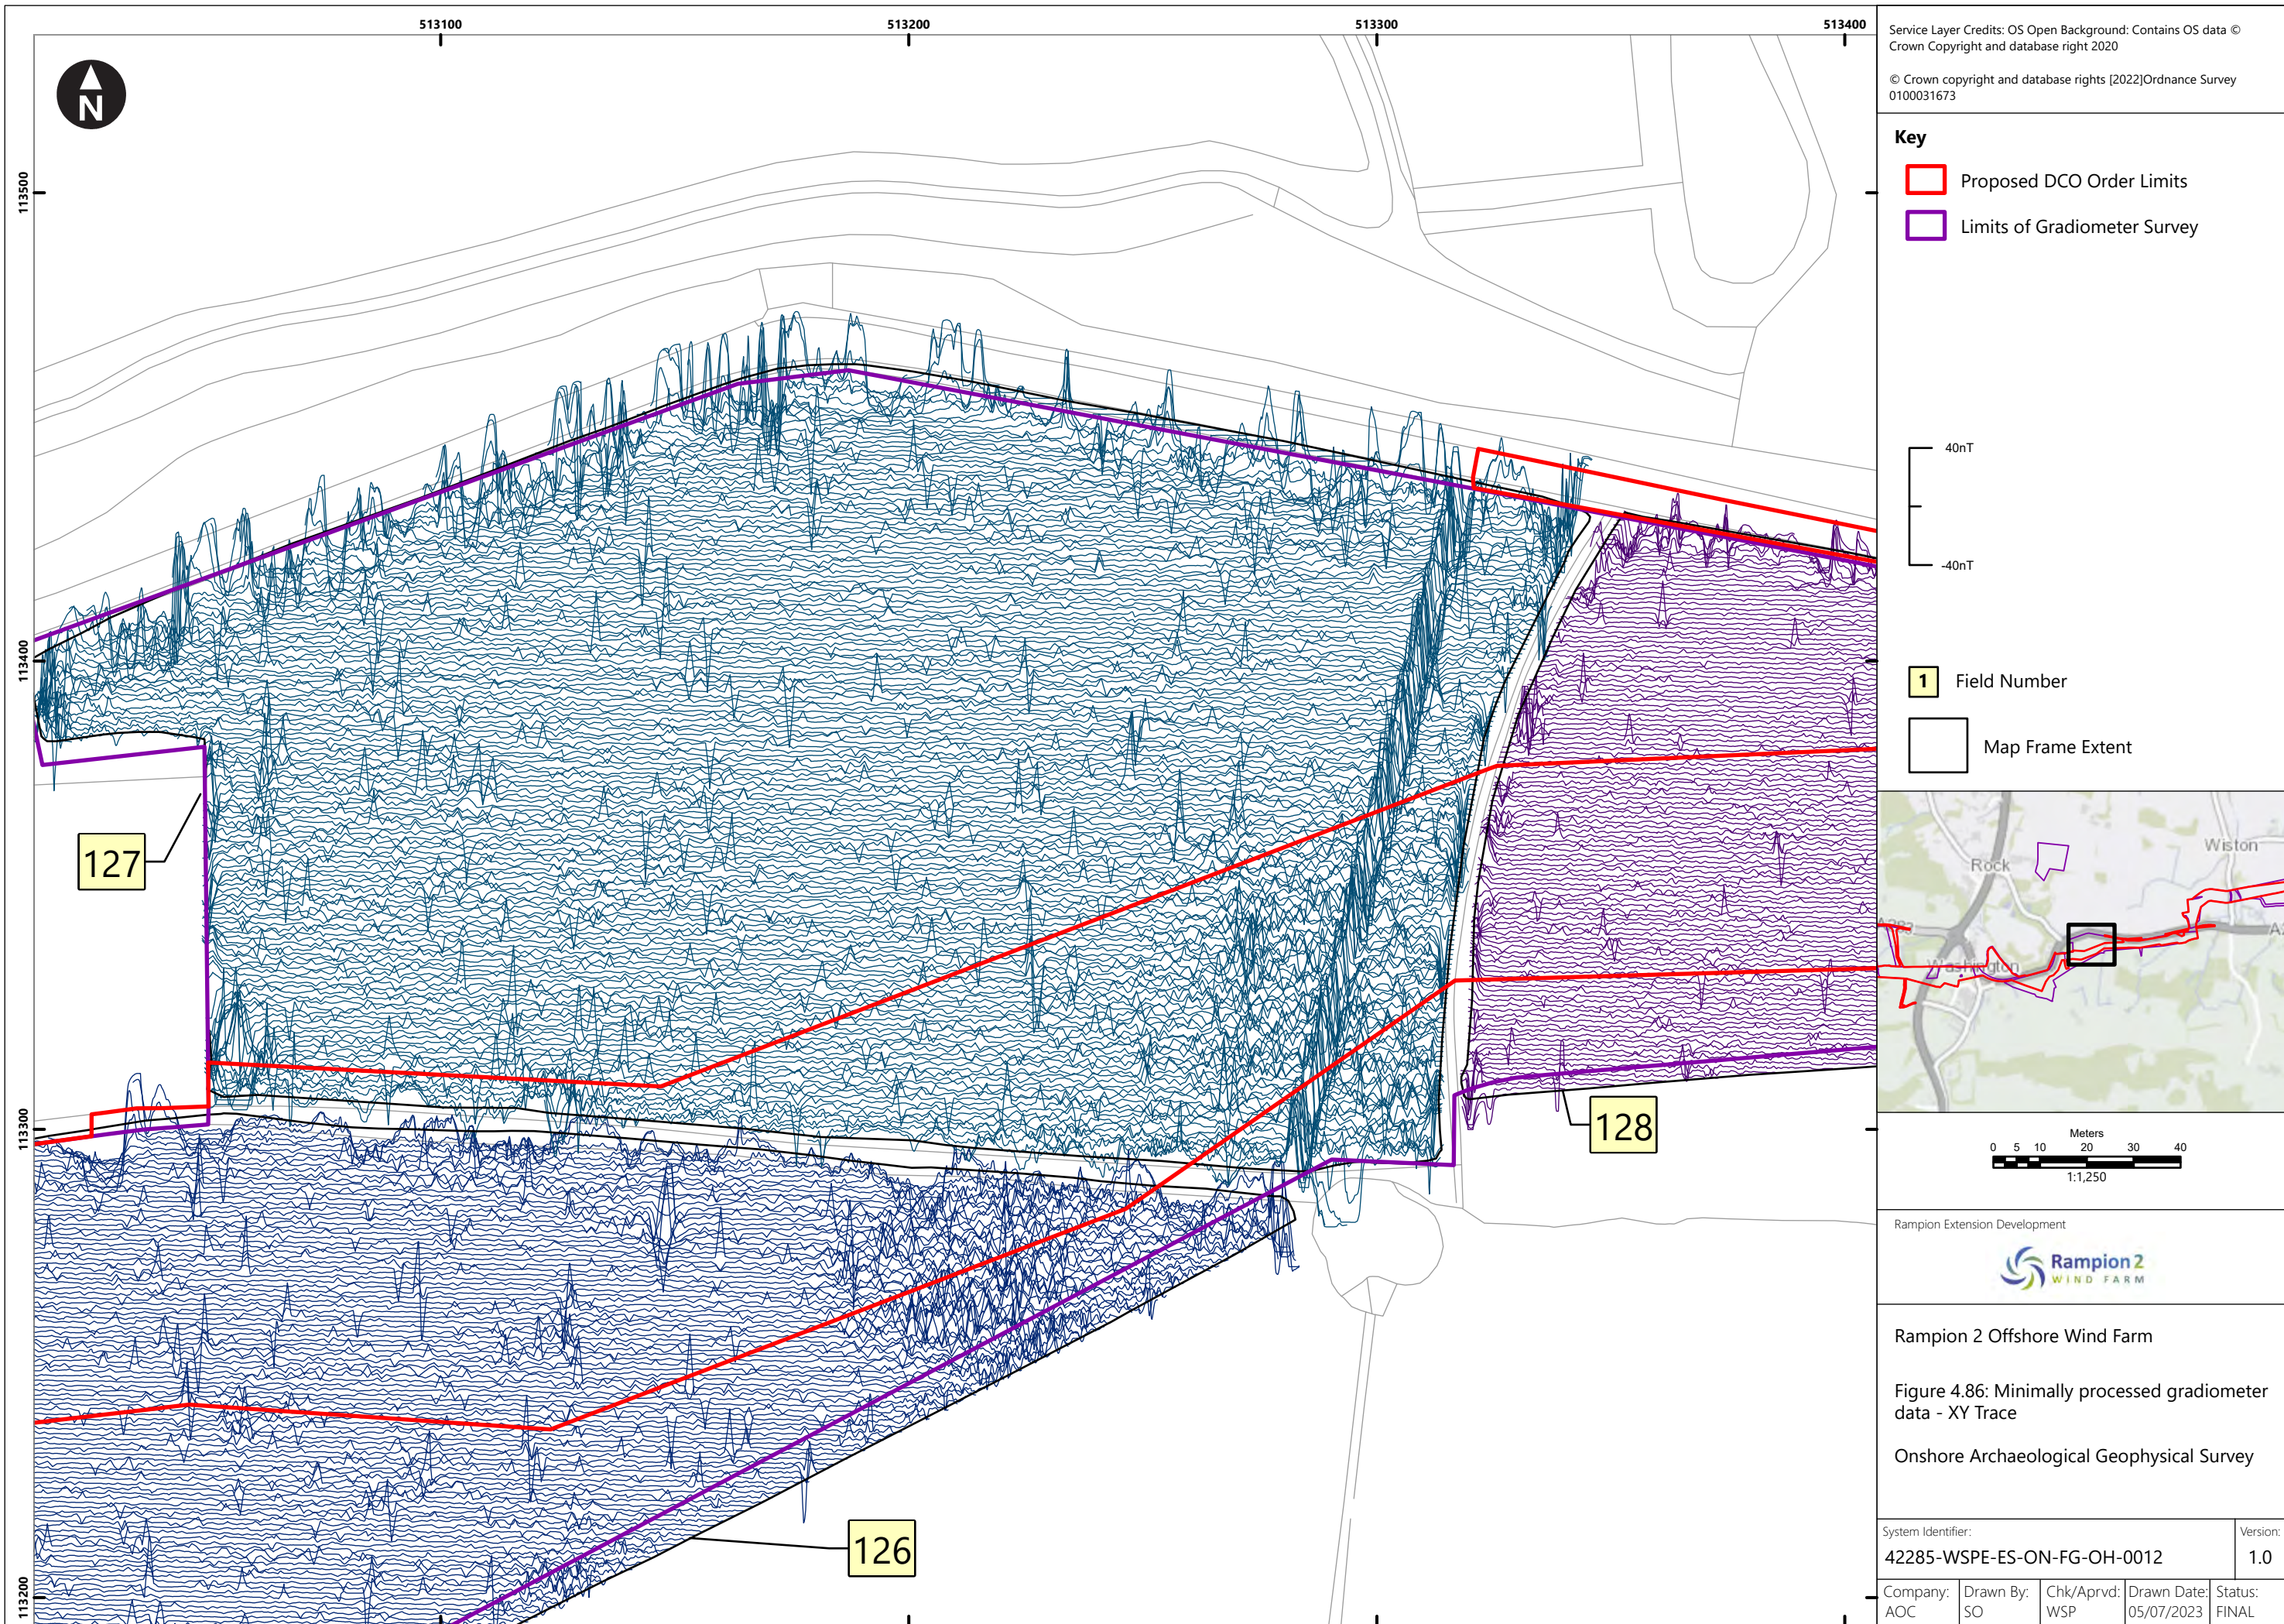 513100
513200
513300
513400
N
113500
113400
113300
113200
127
128
126
Service Layer Credits: OS Open Background: Contains OS data ©
Crown Copyright and database right 2020
© Crown copyright and database rights [2022]Ordnance Survey
0100031673
Key
Proposed DCO Order Limits
Limits of Gradiometer Survey
40nT
-40nT
1 Field Number
Map Frame Extent
Wiston
Rock
Washington
Meters
0 5 10 20 30 40
1:1,250
Rampion Extension Development
Rampion 2
WIND FARM
Rampion 2 Offshore Wind Farm
Figure 4.86: Minimally processed gradiometer
data - XY Trace
Onshore Archaeological Geophysical Survey
System Identifier:
42285-WSPE-ES-ON-FG-OH-0012
Version:
1.0
Company:
AOC
Drawn By:
SO
Chk/Aprvd:
WSP
Drawn Date:
05/07/2023
Status:
FINAL